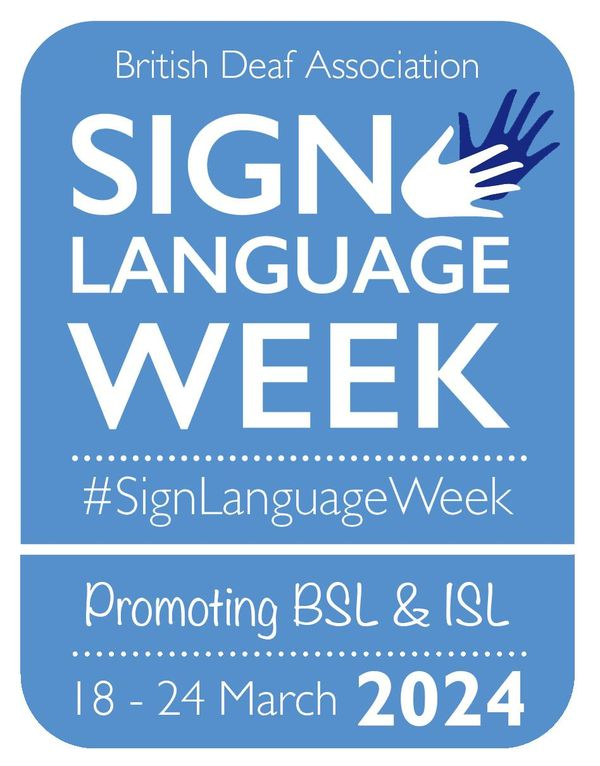 British Deaf Association
SIGN
LANGUAGE
WEEK
#SignLanguageWeek
Promoting BSL & ISL
18 - 24 March 2024